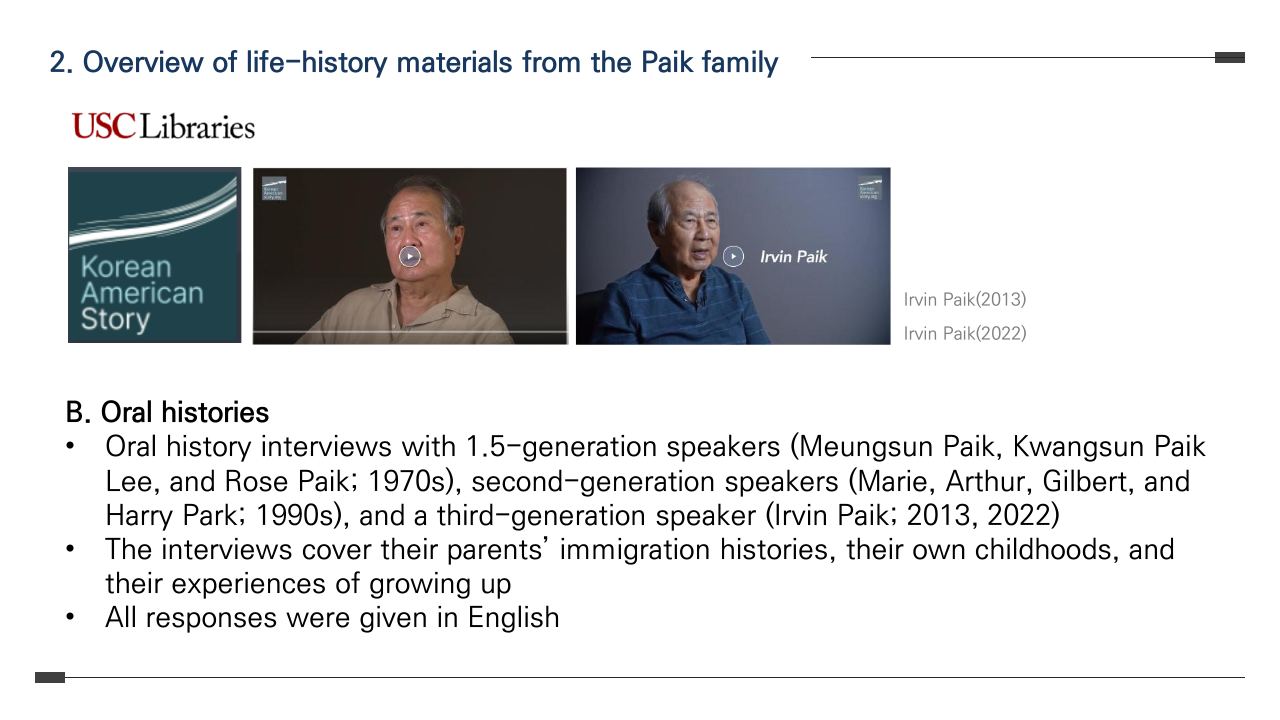 2. Overview of life-history materials from the Paik family
USC Libraries
Korean
American
Story
Irvin Paik
Irvin Paik(2013)
Irvin Paik(2022)
B. Oral histories
• Oral history interviews with 1.5-generation speakers (Meungsun Paik, Kwangsun Paik
Lee, and Rose Paik; 1970s), second-generation speakers (Marie, Arthur, Gilbert, and
Harry Park; 1990s), and a third-generation speaker (Irvin Paik; 2013, 2022)
• The interviews cover their parents’ immigration histories, their own childhoods, and
their experiences of growing up
• All responses were given in English